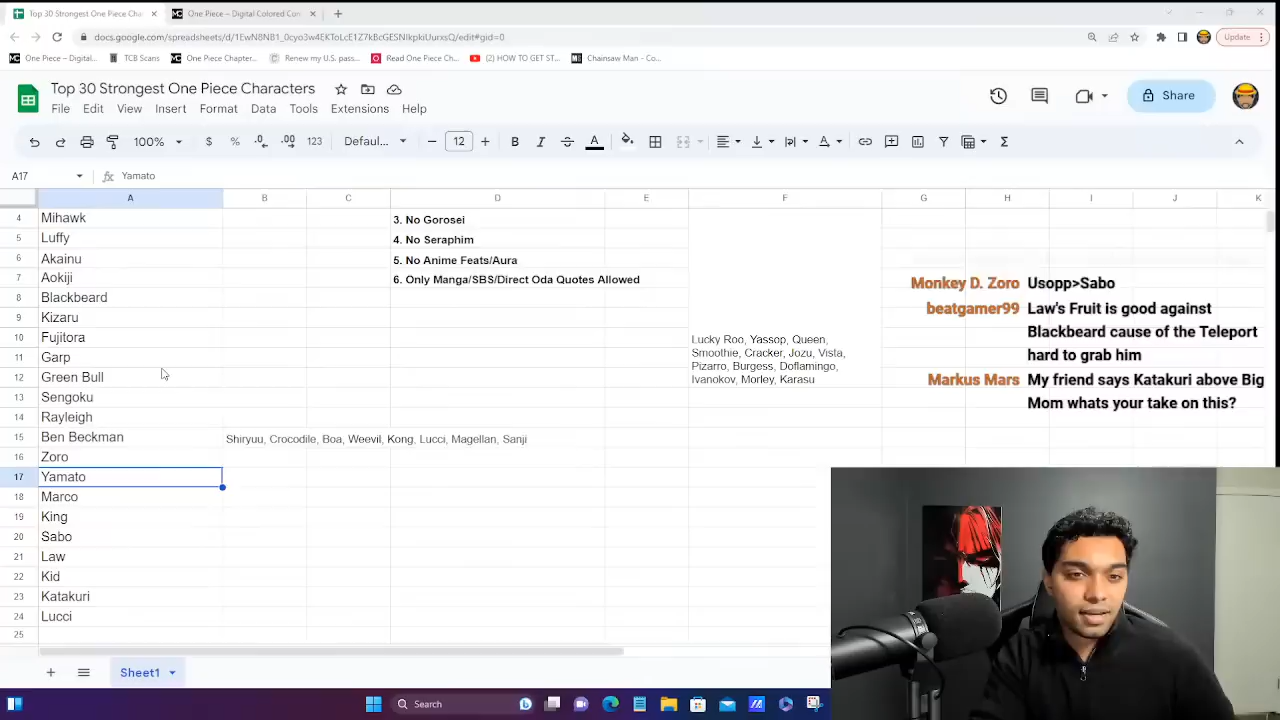 Top 30 Strongest One Piece Cha
One Piece – Digital Colored Con
docs.google.com/spreadsheets/d/1EwN8NB1_0cyo3w4EKToLcE1Z7kBcGESNIkpkiUurxsQ/edit#gid=0
Update
One Piece – Digital...
TCB Scans
One Piece Chapter...
Renew my U.S. pass...
Read One Piece Ch...
(2) HOW TO GET ST...
Chainsaw Man - Co...
Top 30 Strongest One Piece Characters
File Edit View Insert Format Data Tools Extensions Help
Share
100% $ % .0 .00 123 Defaul... 12 B I A
A17 Yamato
A B C D E F G H I J K
4 Mihawk 3. No Gorosei
5 Luffy 4. No Seraphim
6 Akainu 5. No Anime Feats/Aura
7 Aokiji 6. Only Manga/SBS/Direct Oda Quotes Allowed
8 Blackbeard
9 Kizaru
10 Fujitora
11 Garp
12 Green Bull
13 Sengoku
14 Rayleigh
15 Ben Beckman Shiryuu, Crocodile, Boa, Weevil, Kong, Lucci, Magellan, Sanji
16 Zoro
17 Yamato
18 Marco
19 King
20 Sabo
21 Law
22 Kid
23 Katakuri
24 Lucci
25
Lucky Roo, Yassop, Queen,
Smoothie, Cracker, Jozu, Vista,
Pizarro, Burgess, Doflamingo,
Ivanokov, Morley, Karasu
Monkey D. Zoro Usopp>Sabo
beatgamer99 Law's Fruit is good against
Blackbeard cause of the Teleport
hard to grab him
Markus Mars My friend says Katakuri above Big
Mom whats your take on this?
Sheet1
Search